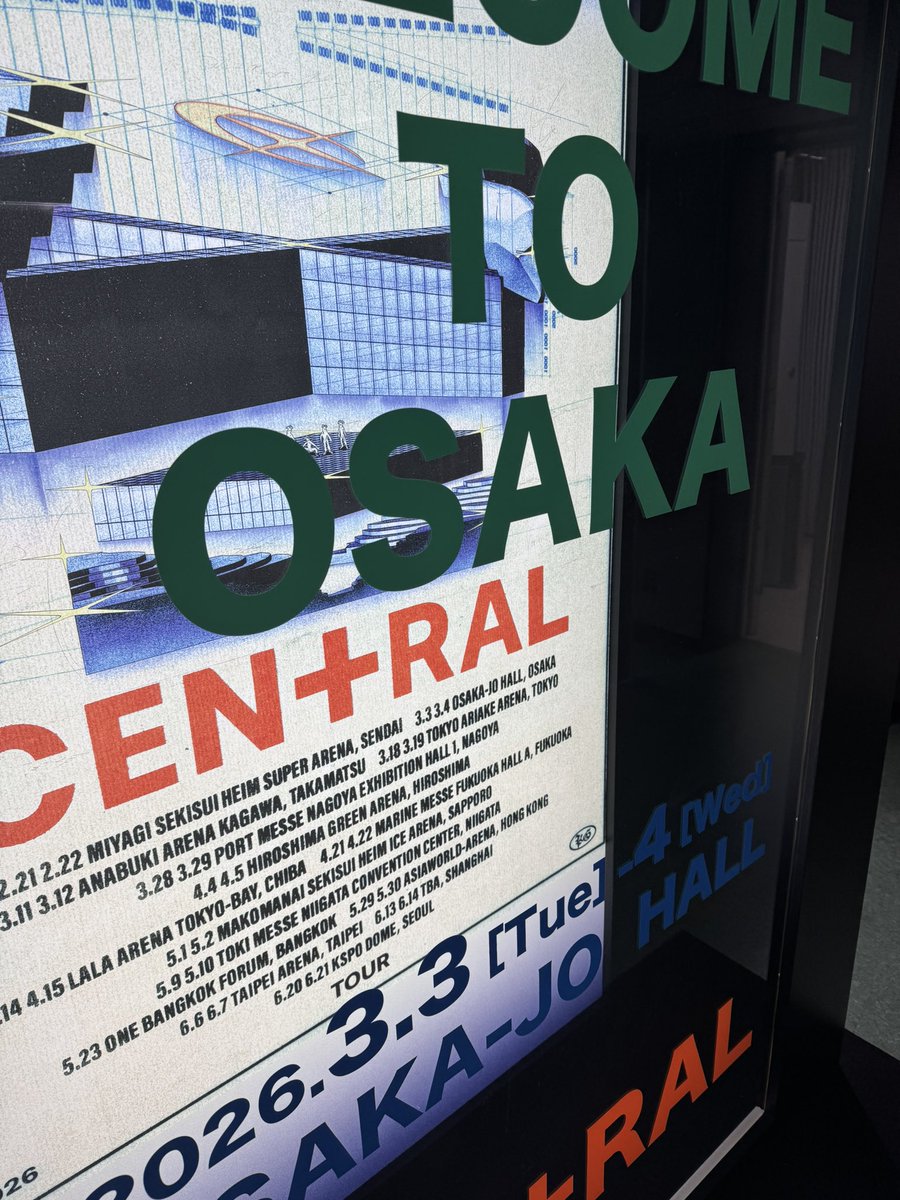 TO
OSAKA
CEN+RAL
2.21 2.22 MIYAGI SEKISUI HEIM SUPER ARENA, SENDAI 3.3 3.4 OSAKA-JO HALL, OSAKA
3.11 3.12 ANABUKI ARENA KAGAWA, TAKAMATSU 3.18 3.19 TOKYO ARIAKE ARENA, TOKYO
3.28 3.29 PORT MESSE NAGOYA EXHIBITION HALL 1, NAGOYA
4.4 4.5 HIROSHIMA GREEN ARENA, HIROSHIMA
.14 4.15 LALA ARENA TOKYO-BAY, CHIBA 4.21 4.22 MARINE MESSE FUKUOKA HALL A, FUKUOKA
5.1 5.2 MAKOMANAI SEKISUI HEIM ICE ARENA, SAPPORO
5.9 5.10 TOKI MESSE NIIGATA CONVENTION CENTER, NIIGATA
5.23 ONE BANGKOK FORUM, BANGKOK 5.29 5.30 ASIAWORLD-ARENA, HONG KONG
6.6 6.7 TAIPEI ARENA, TAIPEI 6.13 6.14 TBA, SHANGHAI
6.20 6.21 KSPO DOME, SEOUL
TOUR
2026.3.3 [Tue]-4 [Wed]
OSAKA-JO HALL
+RAL